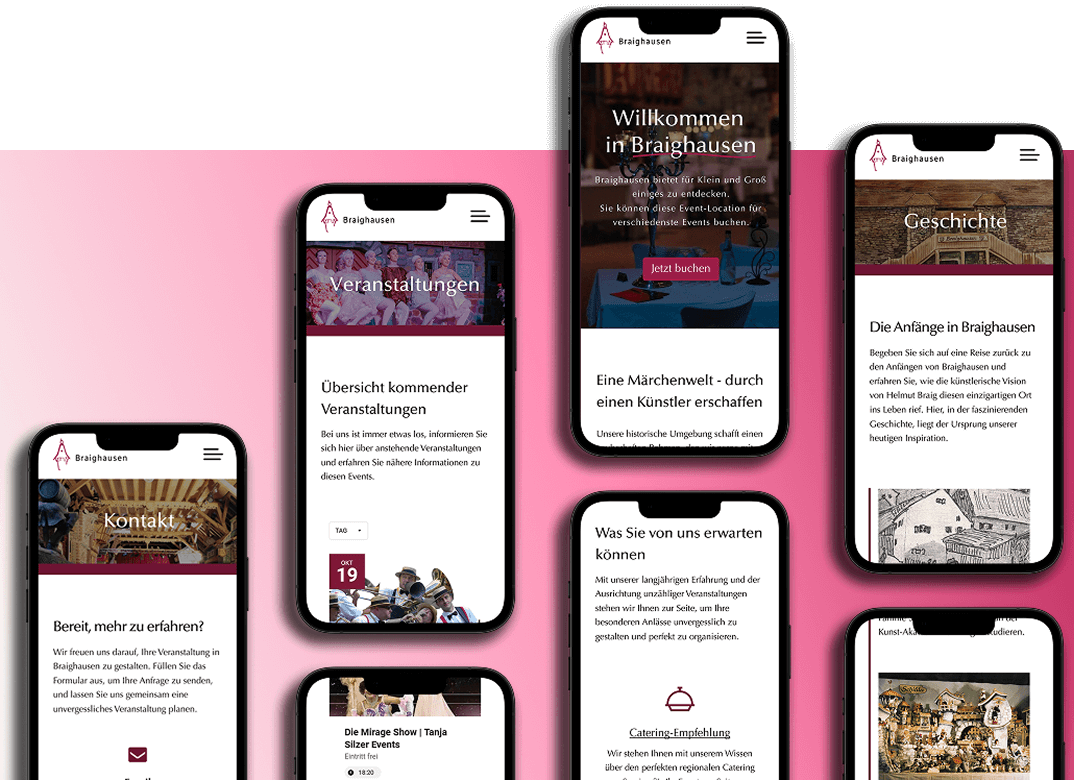 Braighausen
Kontakt
Bereit, mehr zu erfahren?
Wir freuen uns darauf, Ihre Veranstaltung in
Braighausen zu gestalten. Füllen Sie das
Formular aus, um Ihre Anfrage zu senden,
und lassen Sie uns gemeinsam eine
unvergessliches Veranstaltung planen.
Braighausen
Veranstaltungen
Übersicht kommender
Veranstaltungen
Bei uns ist immer etwas los, informieren Sie
sich hier über anstehende Veranstaltungen
und erfahren Sie nähere Informationen zu
diesen Events.
TAG
OKT
19
Die Mirage Show | Tanja
Silzer Events
Eintritt frei
18:20
Braighausen
Willkommen
in Braighausen
Braighausen bietet für Klein und Groß
einiges zu entdecken.
Sie können diese Event-Location für
verschiedenste Events buchen.
Jetzt buchen
Eine Märchenwelt - durch
einen Künstler erschaffen
Unsere historische Umgebung schafft einen
Was Sie von uns erwarten
können
Mit unserer langjährigen Erfahrung und der
Ausrichtung unzähliger Veranstaltungen
stehen wir Ihnen zur Seite, um Ihre
besonderen Anlässe unvergesslich zu
gestalten und perfekt zu organisieren.
Catering-Empfehlung
Wir stehen Ihnen mit unserem Wissen
über den perfekten regionalen Catering
Braighausen
Geschichte
Die Anfänge in Braighausen
Begeben Sie sich auf eine Reise zurück zu
den Anfängen von Braighausen und
erfahren Sie, wie die künstlerische Vision
von Helmut Braig diesen einzigartigen Ort
ins Leben rief. Hier, in der faszinierenden
Geschichte, liegt der Ursprung unserer
heutigen Inspiration.